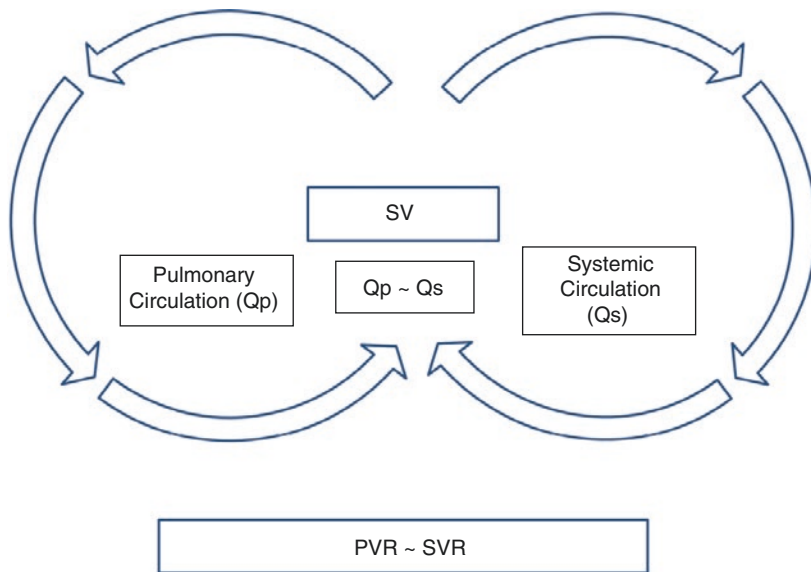 SV
Pulmonary
Circulation (Qp)
Qp ~ Qs
Systemic
Circulation
(Qs)
PVR ~ SVR